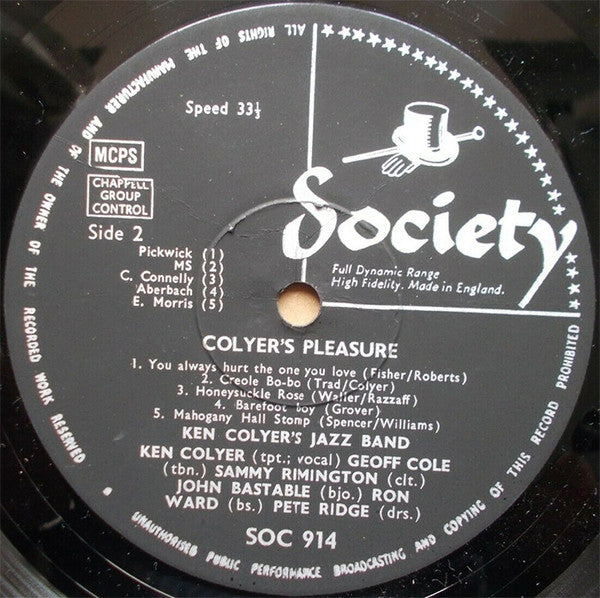 ALL RIGHTS OF THE MANUFACTURER AND OF THE OWNER OF THE RECORDED WORK RESERVED
Speed 33⅓
MCPS
CHAPPELL
GROUP
CONTROL
Side 2
Pickwick (1)
MS (2)
C. Connelly (3)
Aberbach (4)
E. Morris (5)
Society
Full Dynamic Range
High Fidelity. Made in England.
COLYER'S PLEASURE
1. You always hurt the one you love (Fisher/Roberts)
2. Creole Bo-bo (Trad/Colyer)
3. Honeysuckle Rose (Waller/Razzaff)
4. Barefoot boy (Grover)
5. Mahogany Hall Stomp (Spencer/Williams)
KEN COLYER'S JAZZ BAND
KEN COLYER (tpt.; vocal) GEOFF COLE
(tbn.) SAMMY RIMINGTON (clt.)
JOHN BASTABLE (bjo.) RON
WARD (bs.) PETE RIDGE (drs.)
SOC 914
UNAUTHORISED PUBLIC PERFORMANCE BROADCASTING AND COPYING OF THIS RECORD PROHIBITED